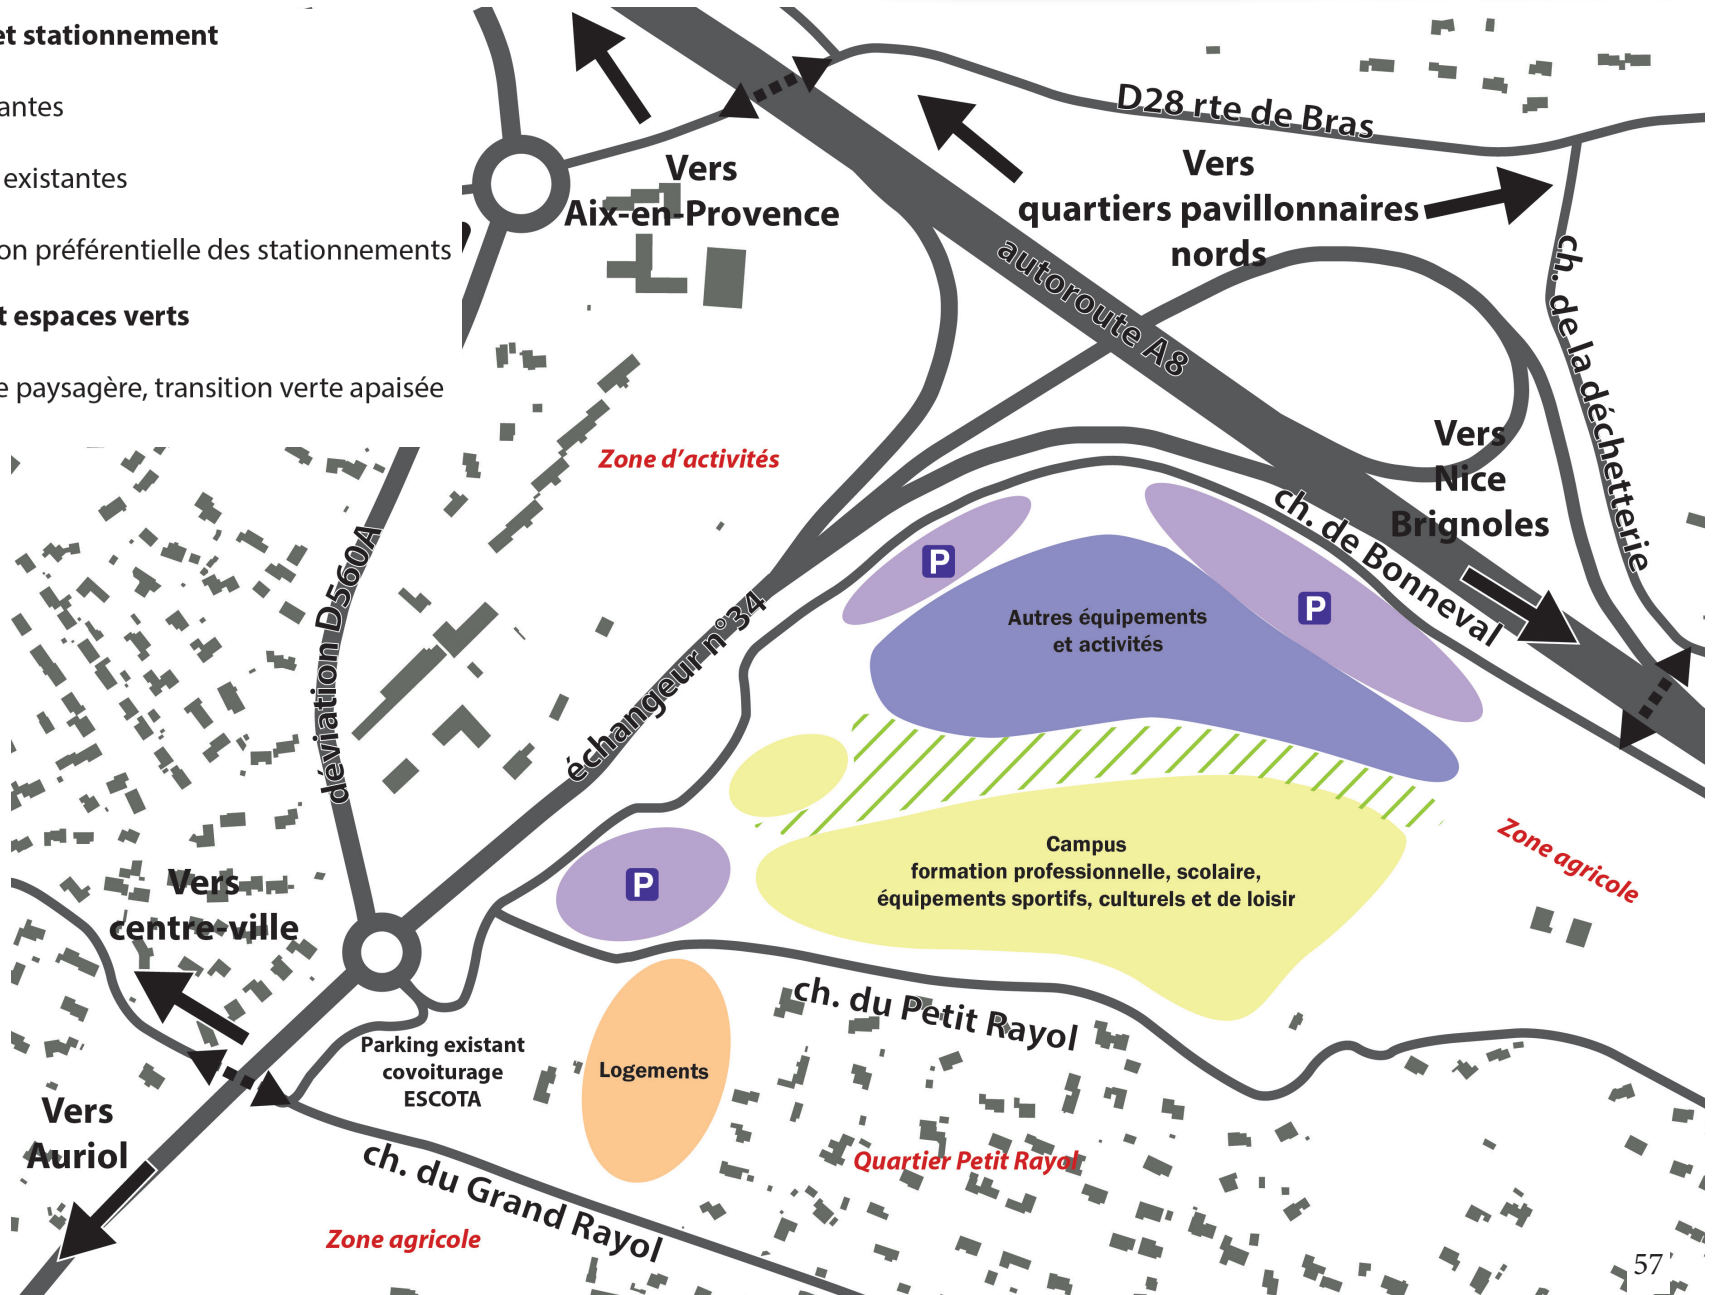 et stationnement
antes
existantes
on préférentielle des stationnements
t espaces verts
e paysagère, transition verte apaisée
D28 rte de Bras
Vers
Aix-en-Provence
Vers
quartiers pavillonnaires
nords
autoroute A8
ch. de la déchetterie
Zone d'activités
Vers
Nice
Brignoles
ch. de Bonneval
déviation D560A
échangeur n°34
P
P
Autres équipements
et activités
P
Campus
formation professionnelle, scolaire,
équipements sportifs, culturels et de loisir
Zone agricole
Vers
centre-ville
ch. du Petit Rayol
Parking existant
covoiturage
ESCOTA
Logements
Vers
Auriol
ch. du Grand Rayol
Quartier Petit Rayol
Zone agricole
57